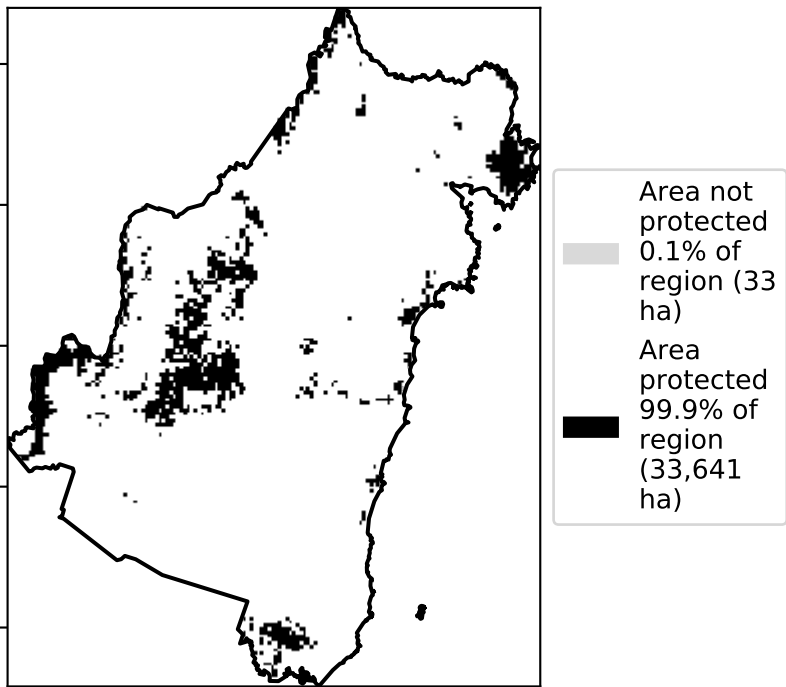 Area not
protected
0.1% of
region (33
ha)
Area
protected
99.9% of
region
(33,641
ha)